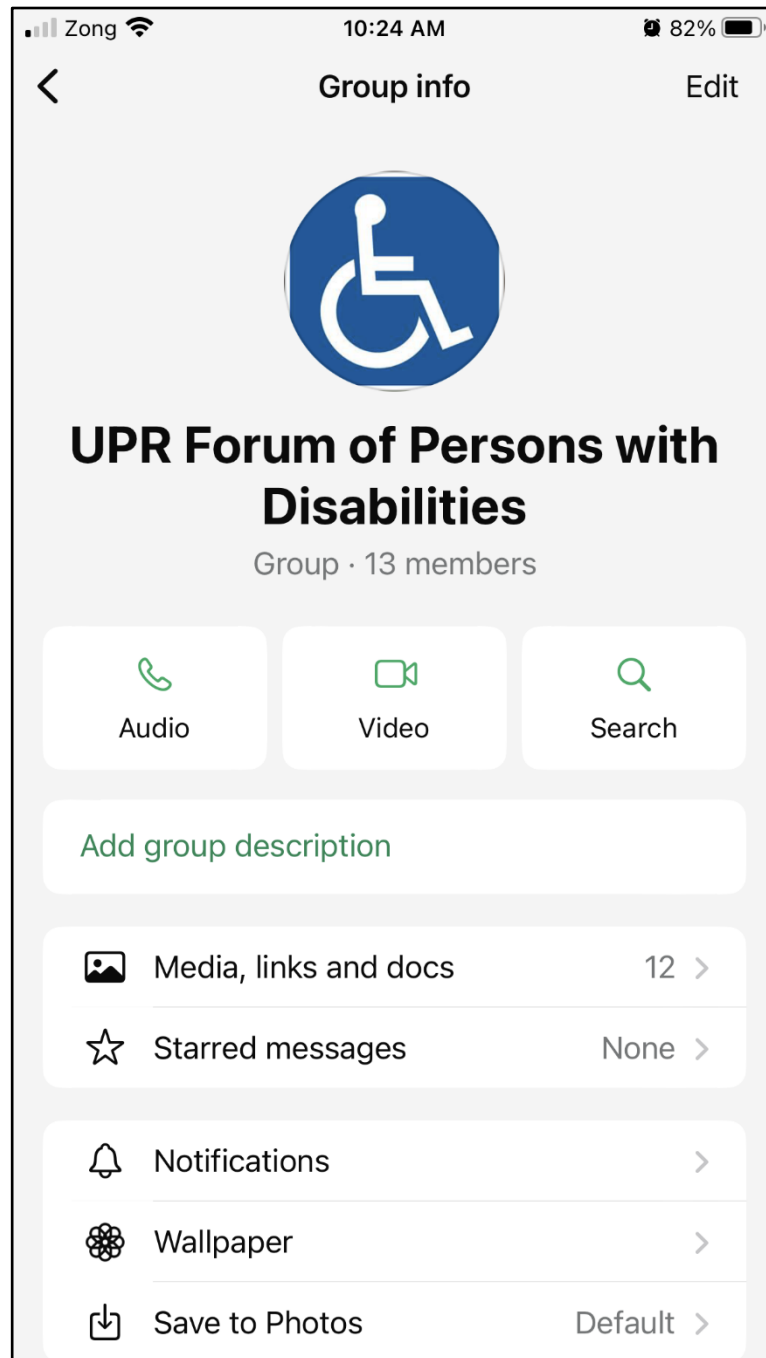 Zong 10:24 AM 82%
Group info Edit
UPR Forum of Persons with
Disabilities
Group · 13 members
Audio Video Search
Add group description
Media, links and docs 12
Starred messages None
Notifications
Wallpaper
Save to Photos Default